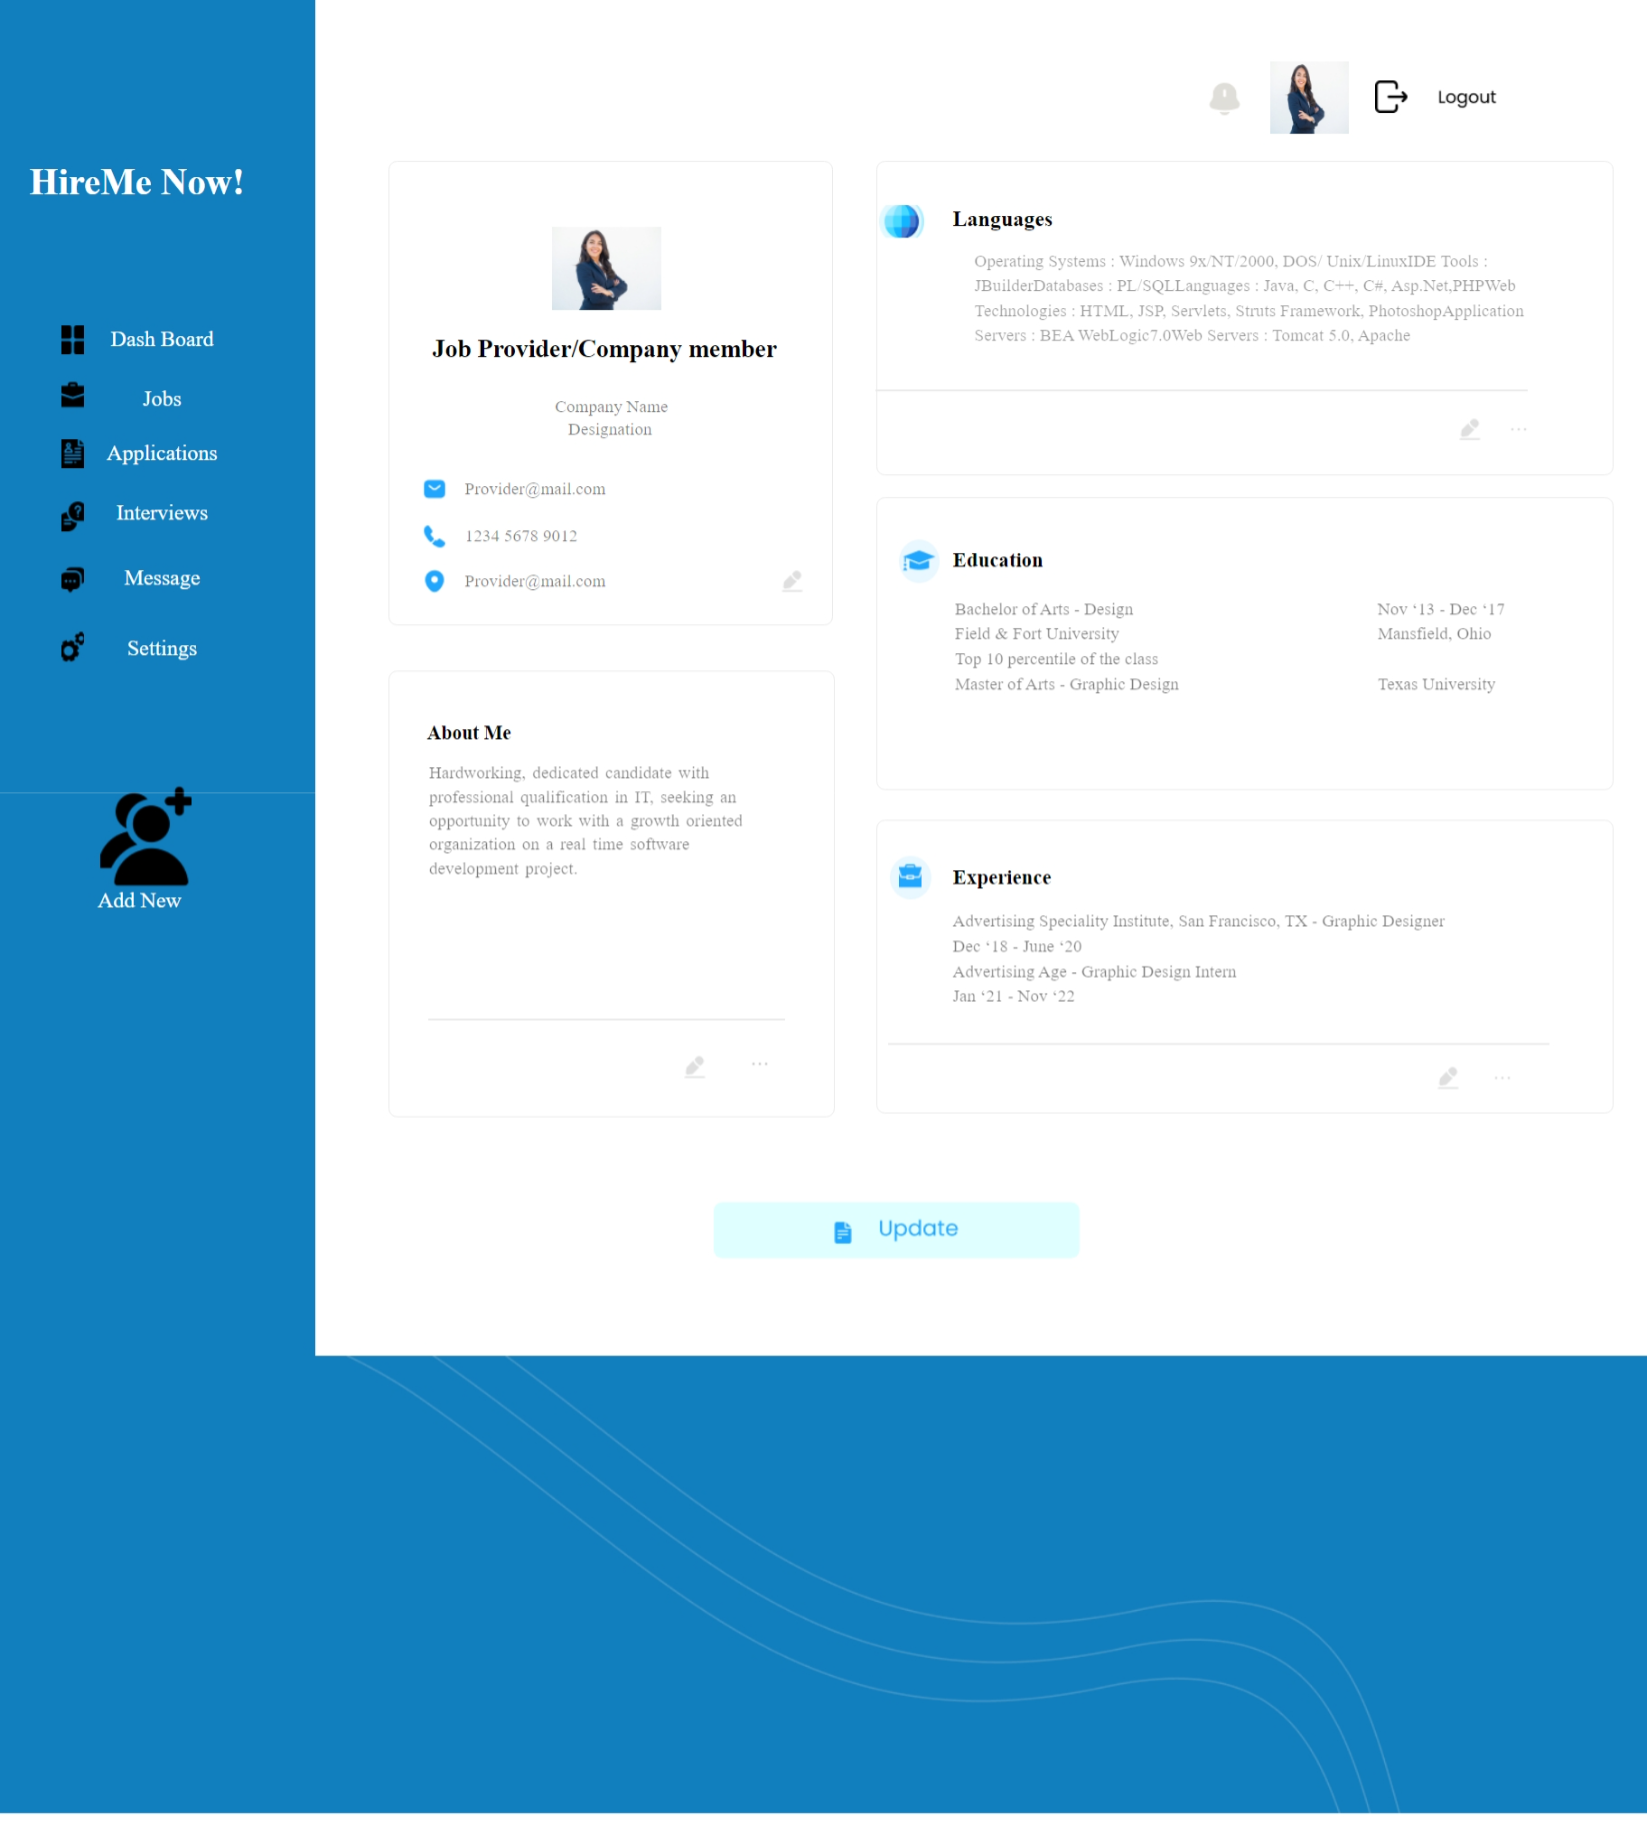 Logout
HireMe Now!
Dash Board
Jobs
Applications
Interviews
Message
Settings
Add New
Job Provider/Company member
Company Name
Designation
Provider@mail.com
1234 5678 9012
Provider@mail.com
About Me
Hardworking, dedicated candidate with
professional qualification in IT, seeking an
opportunity to work with a growth oriented
organization on a real time software
development project.
Languages
Operating Systems : Windows 9x/NT/2000, DOS/ Unix/LinuxIDE Tools :
JBuilderDatabases : PL/SQLLanguages : Java, C, C++, C#, Asp.Net,PHPWeb
Technologies : HTML, JSP, Servlets, Struts Framework, PhotoshopApplication
Servers : BEA WebLogic7.0Web Servers : Tomcat 5.0, Apache
Education
Bachelor of Arts - Design Nov ‘13 - Dec ‘17
Field & Fort University Mansfield, Ohio
Top 10 percentile of the class
Master of Arts - Graphic Design Texas University
Experience
Advertising Speciality Institute, San Francisco, TX - Graphic Designer
Dec ‘18 - June ‘20
Advertising Age - Graphic Design Intern
Jan ‘21 - Nov ‘22
Update